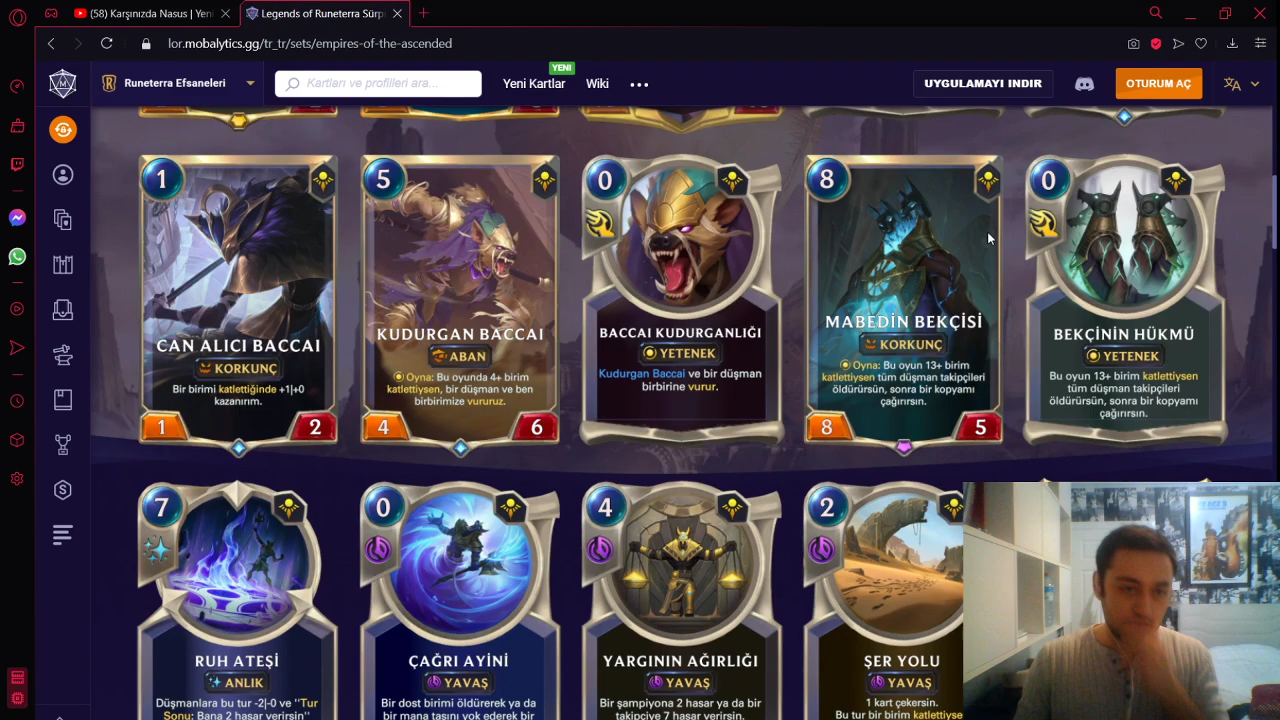 (58) Karşınızda Nasus | Yeni
Legends of Runeterra Sürp
lor.mobalytics.gg/tr_tr/sets/empires-of-the-ascended
Runeterra Efsaneleri
Kartları ve profilleri ara...
Yeni Kartlar
YENİ
Wiki
UYGULAMAYI INDIR
OTURUM AÇ
1
CAN ALICI BACCAI
KORKUNÇ
Bir birimi katlettiğinde +1|+0
kazanırım.
1
2
5
KUDURGAN BACCAI
ABAN
Oyna: Bu oyunda 4+ birim
katlettiysen, bir düşman ve ben
birbirimize vururuz.
4
6
0
BACCAI KUDURGANLIĞI
YETENEK
Kudurgan Baccai ve bir düşman
birbirine vurur.
8
MABEDİN BEKÇİSİ
KORKUNÇ
Oyna: Bu oyun 13+ birim
katlettiysen tüm düşman takipçileri
öldürürsün, sonra bir kopyamı
çağırırsın.
8
5
0
BEKÇİNİN HÜKMÜ
YETENEK
Bu oyun 13+ birim katlettiysen
tüm düşman takipçileri
öldürürsün, sonra bir kopyamı
çağırırsın.
7
RUH ATEŞİ
ANLIK
Düşmanlara bu tur -2|-0 ve "Tur
Sonu: Bana 2 hasar verirsin"
0
ÇAĞRI AYİNİ
YAVAŞ
Bir dost birimi öldürerek ya da
bir mana taşını yok ederek bir
4
YARGININ AĞIRLIĞI
YAVAŞ
Bir şampiyona 2 hasar ya da bir
takipçiye 7 hasar verirsin.
2
ŞER YOLU
YAVAŞ
1 kart çekersin.
Bu tur bir birim katlettiyse